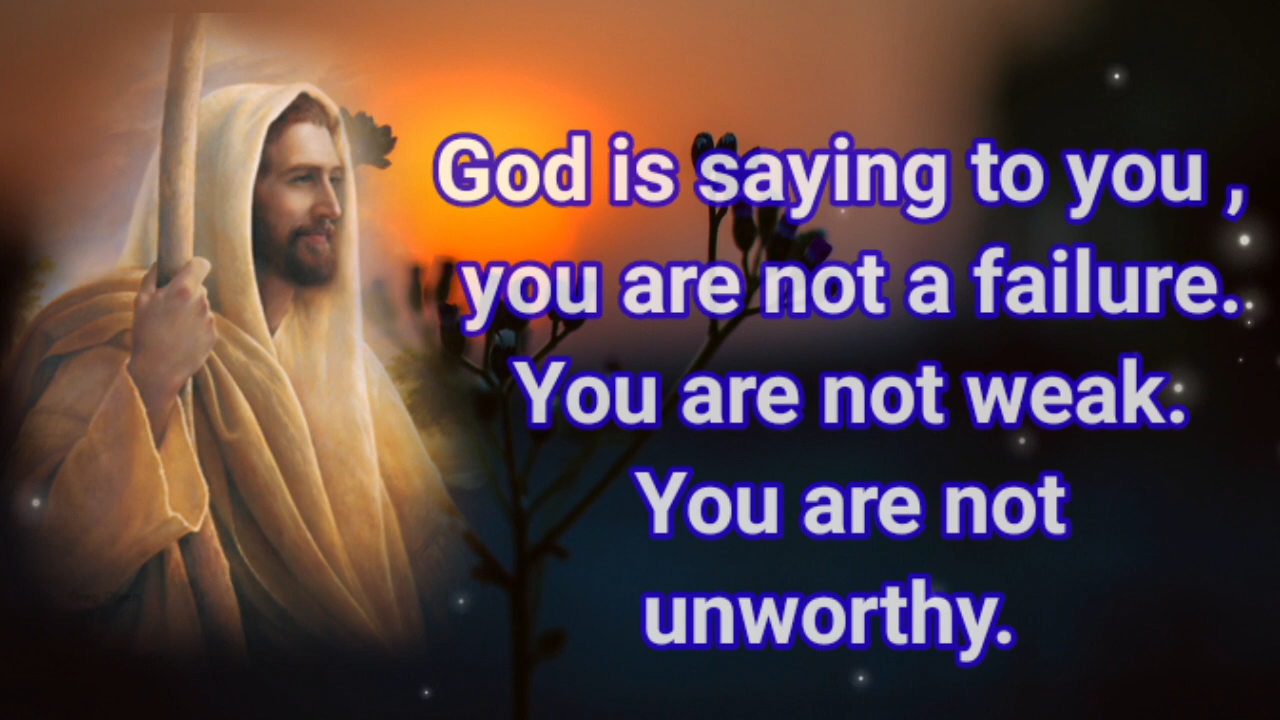 God is saying to you ,
you are not a failure.
You are not weak.
You are not
unworthy.